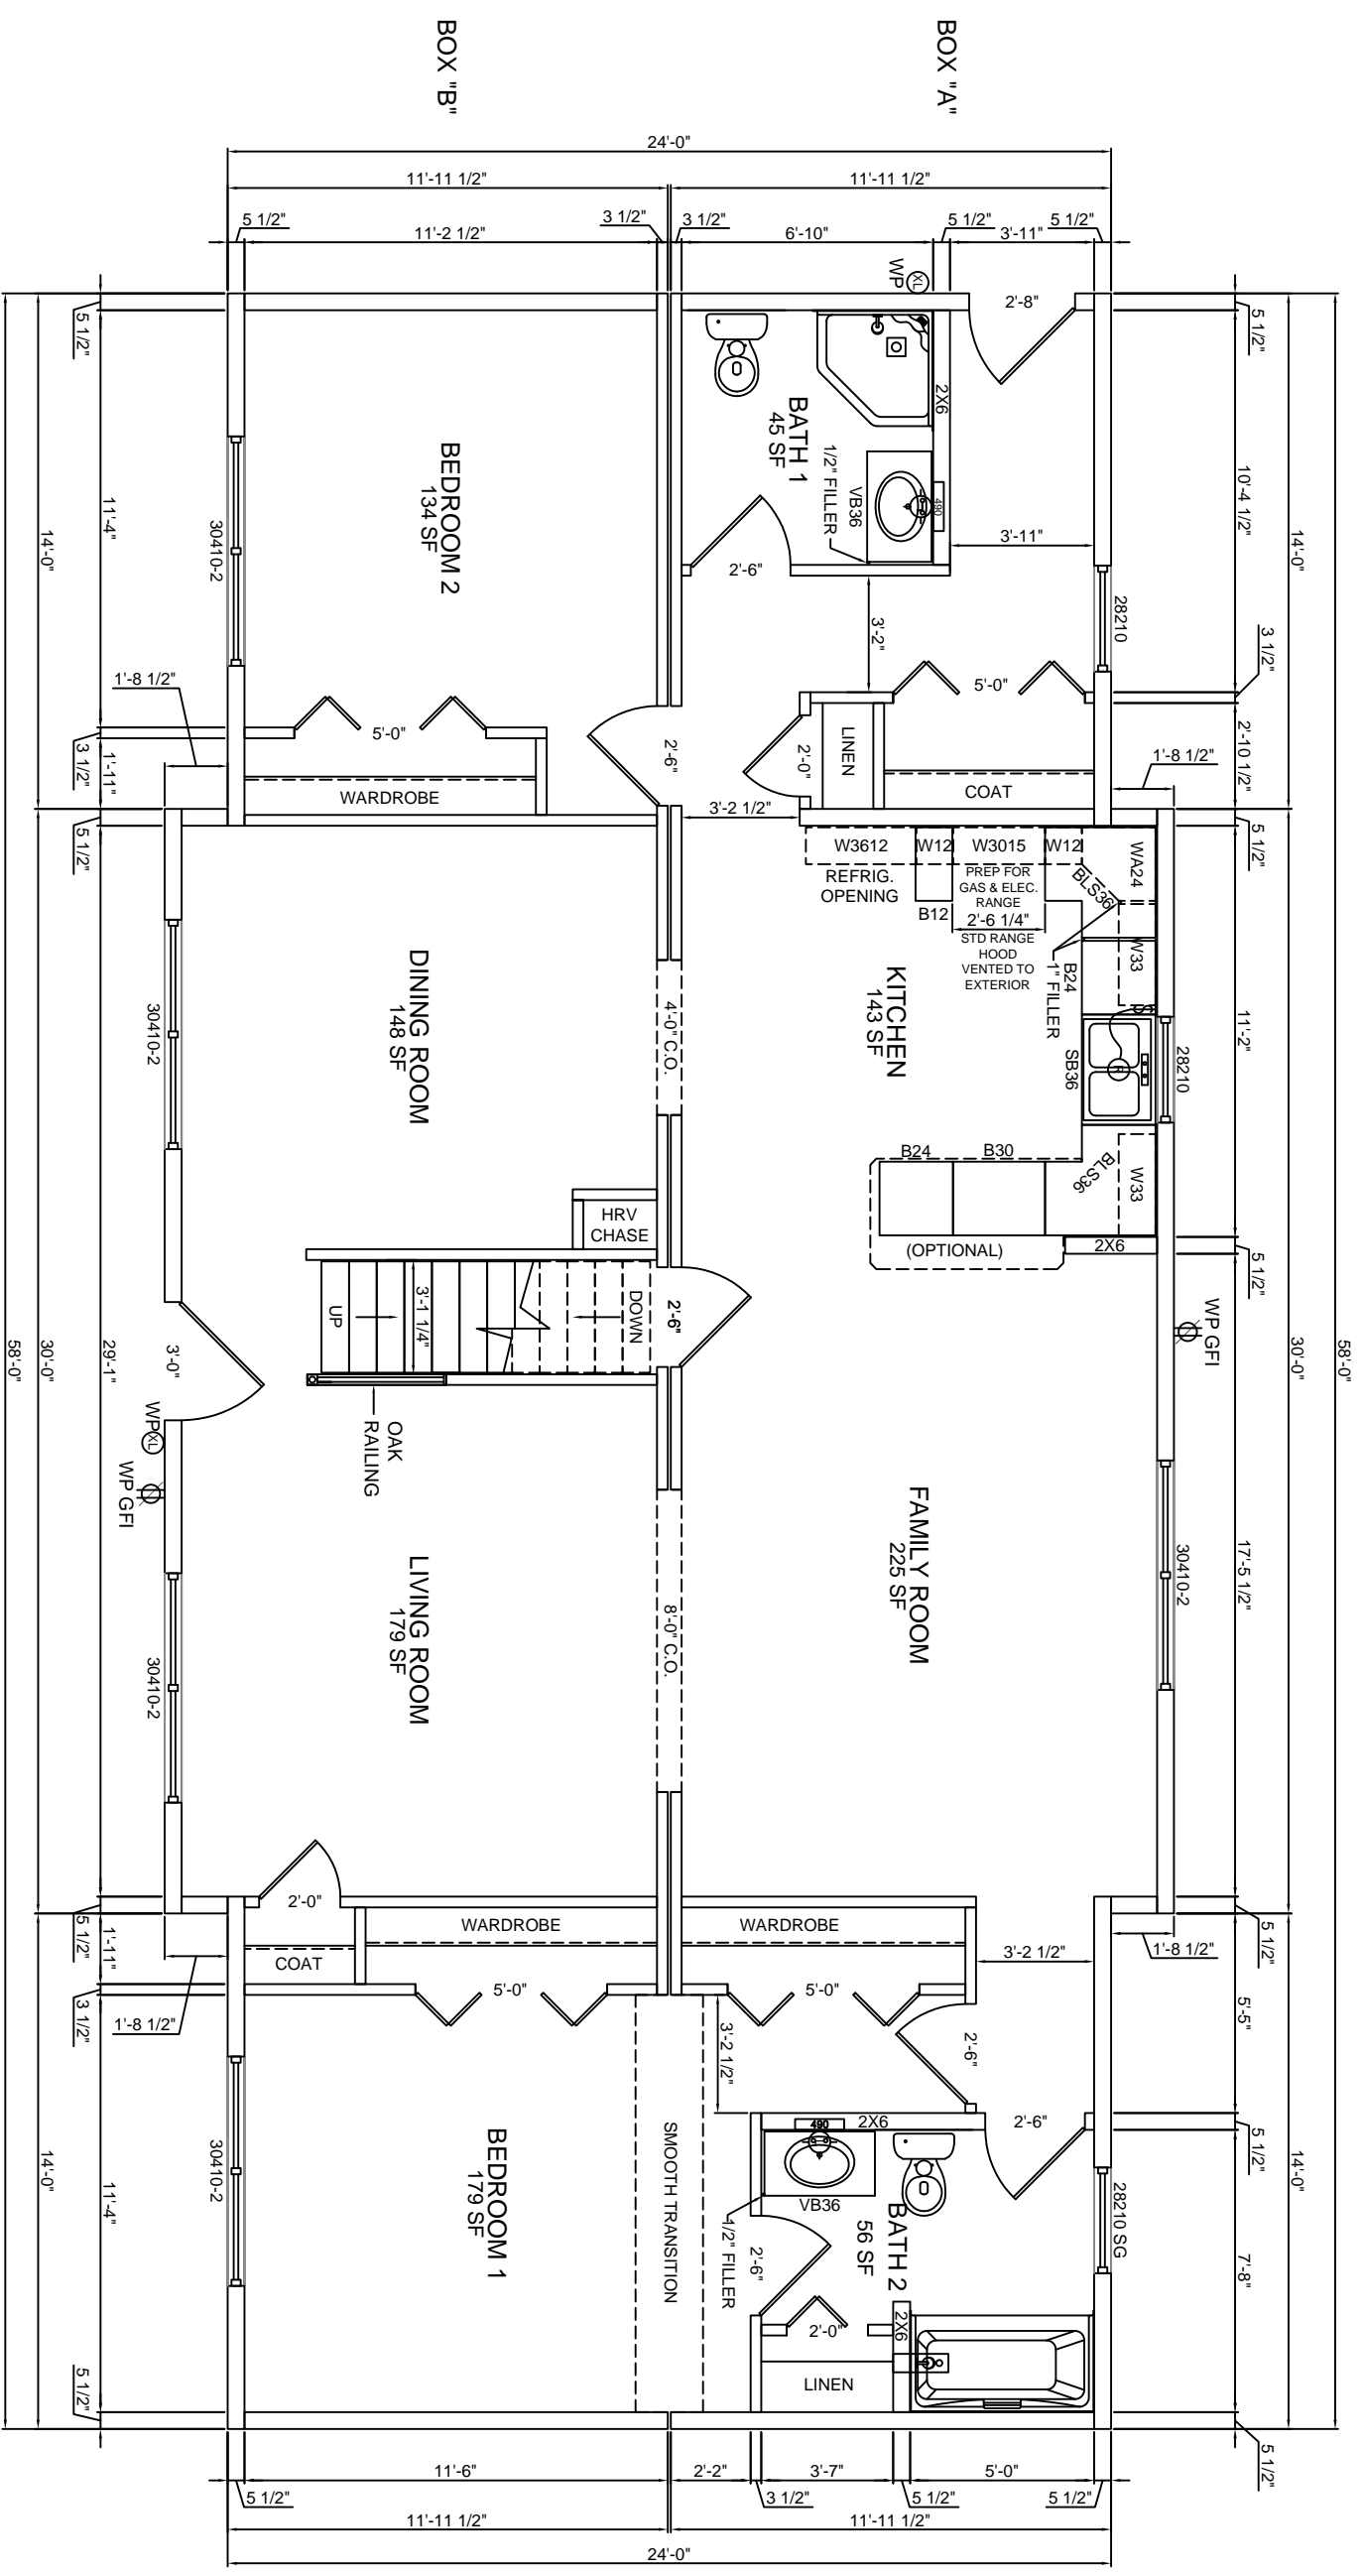 BOX "B"
BOX "A"
24'-0"
11'-11 1/2"
11'-11 1/2"
5 1/2"
11'-2 1/2"
3 1/2"
3 1/2"
6'-10"
5 1/2"
3'-11"
5 1/2"
58'-0"
14'-0"
30'-0"
14'-0"
5 1/2"
10'-4 1/2"
3 1/2"
2'-10 1/2"
5 1/2"
11'-2"
5 1/2"
17'-5 1/2"
5 1/2"
5'-5"
5 1/2"
7'-8"
5 1/2"
1'-8 1/2"
1'-8 1/2"
WP
XL
2'-8"
2X6
BATH 1
45 SF
1/2" FILLER
VB36
490
2'-6"
3'-11"
28210
3'-2"
5'-0"
LINEN
COAT
2'-0"
2'-6"
3'-2 1/2"
BEDROOM 2
134 SF
30410-2
5'-0"
WARDROBE
1'-8 1/2"
W3612
W12
W3015
W12
WA24
REFRIG.
OPENING
B12
PREP FOR
GAS & ELEC.
RANGE
2'-6 1/4"
STD RANGE
HOOD
VENTED TO
EXTERIOR
BLS36
W33
B24
1" FILLER
SB36
28210
KITCHEN
143 SF
B24
B30
BLS36
W33
(OPTIONAL)
2X6
WP GFI
DINING ROOM
148 SF
30410-2
4'-0" C.O.
HRV
CHASE
UP
3'-1 1/4"
DOWN
2'-6"
OAK
RAILING
3'-0"
WP
XL
WP GFI
FAMILY ROOM
225 SF
30410-2
LIVING ROOM
179 SF
30410-2
8'-0" C.O.
2'-0"
COAT
WARDROBE
WARDROBE
3'-2 1/2"
5'-0"
5'-0"
1'-8 1/2"
3'-2 1/2"
2'-6"
2'-6"
2X6
490
VB36
1/2" FILLER
BATH 2
56 SF
28210 SG
2'-6"
2'-0"
2X6
LINEN
SMOOTH TRANSITION
BEDROOM 1
179 SF
30410-2
5 1/2"
11'-4"
3 1/2"
1'-11"
5 1/2"
29'-1"
5 1/2"
1'-11"
3 1/2"
11'-4"
5 1/2"
14'-0"
30'-0"
14'-0"
58'-0"
5 1/2"
11'-6"
2'-2"
3 1/2"
3'-7"
5 1/2"
5'-0"
5 1/2"
11'-11 1/2"
11'-11 1/2"
24'-0"